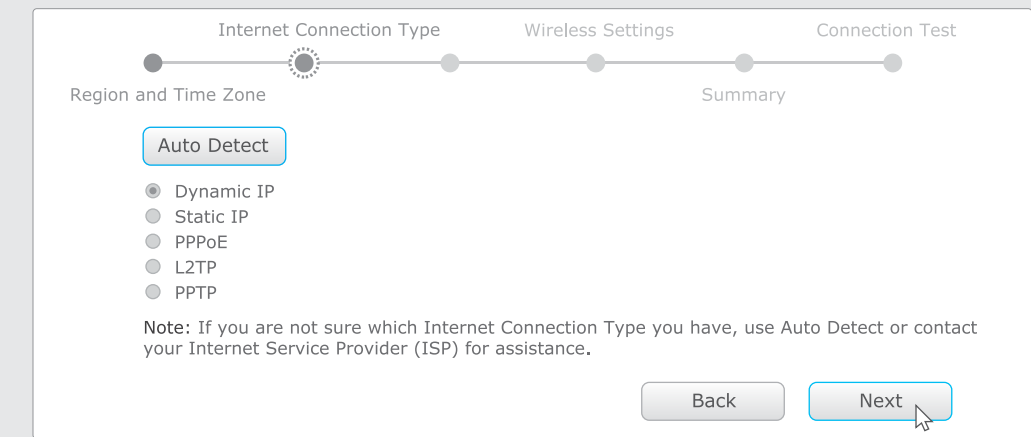 Internet Connection Type
Wireless Settings
Connection Test
Region and Time Zone
Summary
Auto Detect
Dynamic IP
Static IP
PPPoE
L2TP
PPTP
Note: If you are not sure which Internet Connection Type you have, use Auto Detect or contact
your Internet Service Provider (ISP) for assistance.
Back
Next